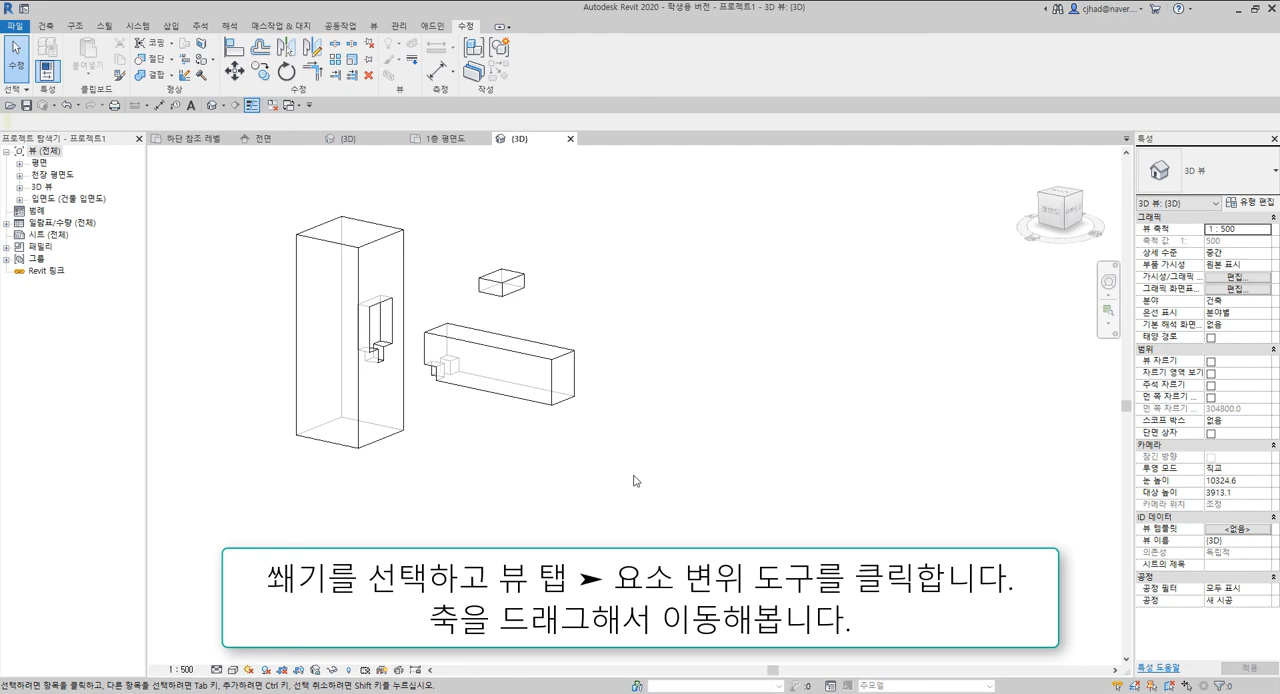 Autodesk Revit 2020 - 학생용 버전 - 프로젝트1 - 3D 뷰: {3D}
cjhad@naver....
파일 건축 구조 스틸 시스템 삽입 주석 해석 매스작업 & 대지 공동작업 뷰 관리 애드인 수정
수정
붙여넣기
코핑
절단
결합
선택 특성 클립보드 형상 수정 뷰 측정 작성
프로젝트 탐색기 - 프로젝트1
하단 참조 레벨
전면
{3D}
1층 평면도
{3D}
뷰 (전체)
평면
천장 평면도
3D 뷰
입면도 (건물 입면도)
범례
일람표/수량 (전체)
시트 (전체)
패밀리
그룹
Revit 링크
특성
3D 뷰
3D 뷰: {3D} 유형 편집
그래픽
뷰 축척 1 : 500
축척 값 1: 500
상세 수준 중간
부품 가시성 원본 표시
가시성/그래픽 ... 편집...
그래픽 화면표... 편집...
분야 건축
은선 표시 분야별
기본 해석 화면... 없음
태양 경로
범위
뷰 자르기
자르기 영역 보기
주석 자르기
먼 쪽 자르기 ...
먼 쪽 자르기 ... 304800.0
스코프 박스 없음
단면 상자
카메라
잠긴 방향
투영 모드 직교
눈 높이 10324.6
대상 높이 3913.1
카메라 위치 조정
ID 데이터
뷰 템플릿 <없음>
뷰 이름 {3D}
의존성 독립적
시트의 제목
공정
공정 필터 모두 표시
공정 새 시공
특성 도움말 적용
쐐기를 선택하고 뷰 탭 ➤ 요소 변위 도구를 클릭합니다.
축을 드래그해서 이동해봅니다.
1 : 500
선택하려면 항목을 클릭하고, 다른 항목을 선택하려면 Tab 키, 추가하려면 Ctrl 키, 선택 취소하려면 Shift 키를 누르십시오.
:0
주모델
:0